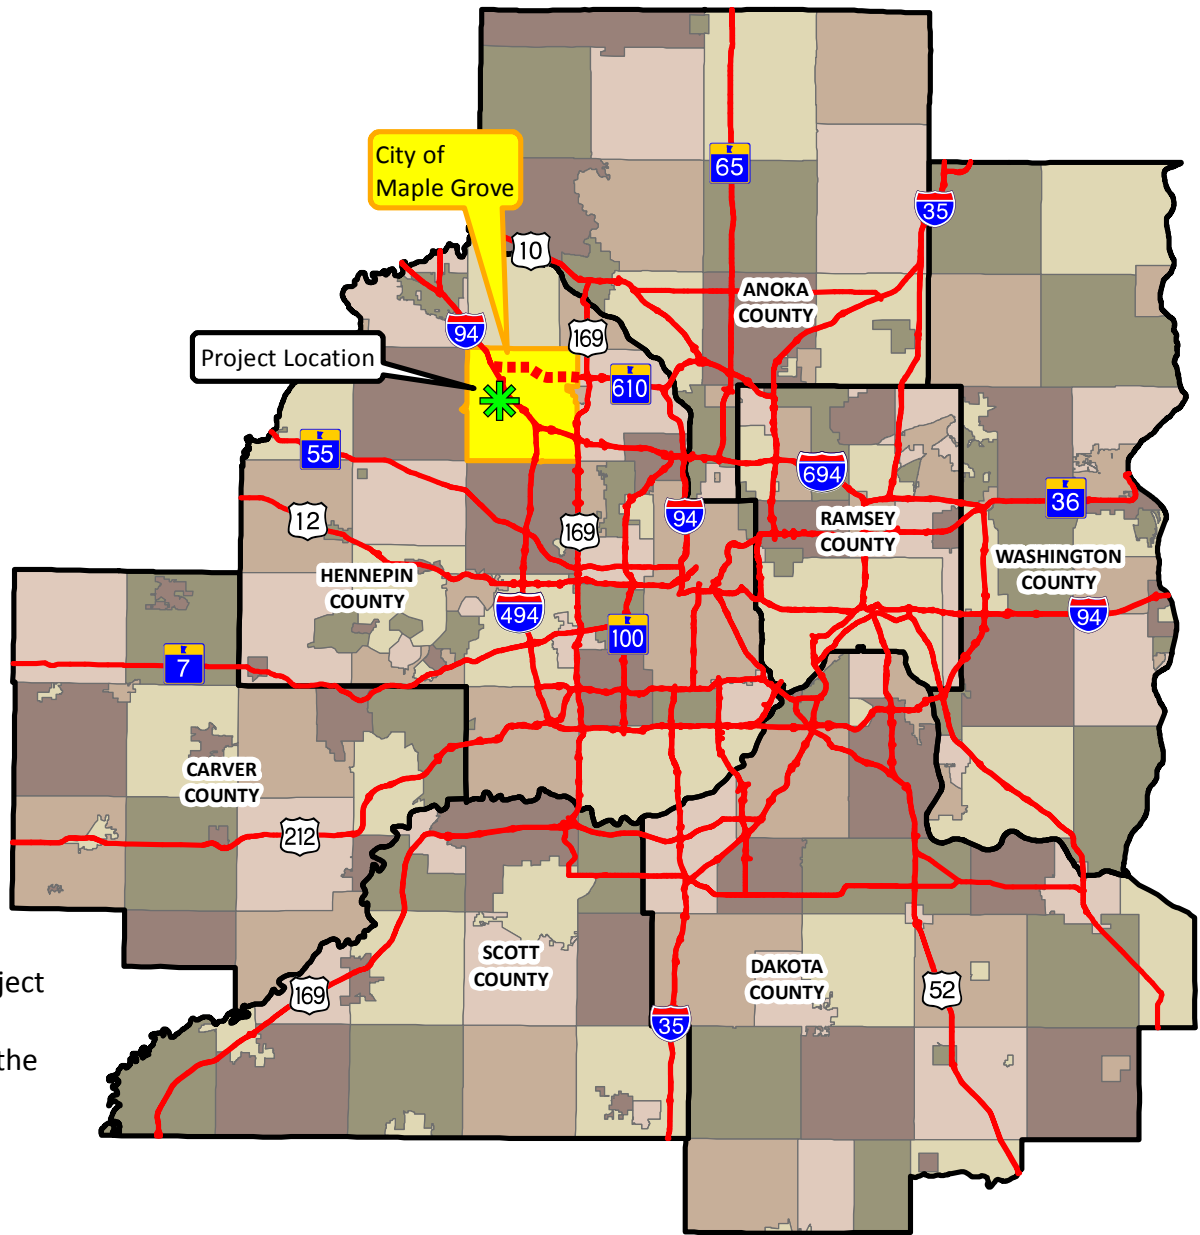 City of
Maple Grove
65
35
10
ANOKA
COUNTY
94
169
Project Location
610
55
694
36
12
169
94
RAMSEY
COUNTY
WASHINGTON
COUNTY
HENNEPIN
COUNTY
494
94
100
7
CARVER
COUNTY
212
SCOTT
COUNTY
DAKOTA
COUNTY
ject
169
52
35
the